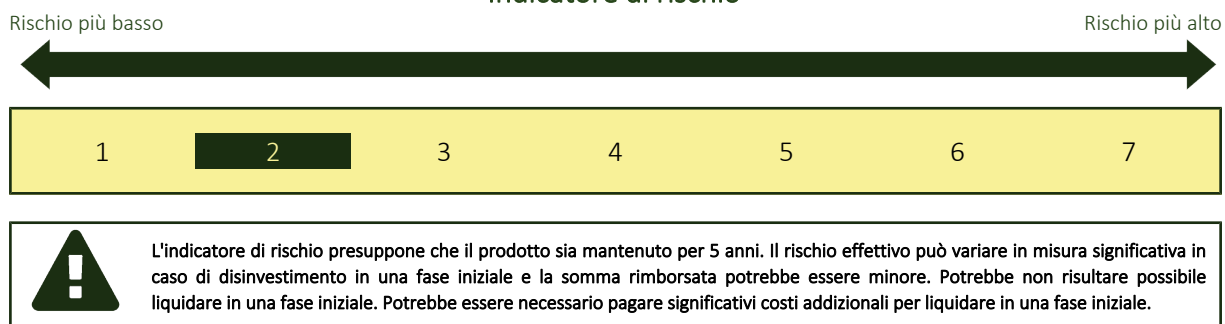 Indicatore di rischio
Rischio più basso Rischio più alto
1 2 3 4 5 6 7
L'indicatore di rischio presuppone che il prodotto sia mantenuto per 5 anni. Il rischio effettivo può variare in misura significativa in
caso di disinvestimento in una fase iniziale e la somma rimborsata potrebbe essere minore. Potrebbe non risultare possibile
liquidare in una fase iniziale. Potrebbe essere necessario pagare significativi costi addizionali per liquidare in una fase iniziale.